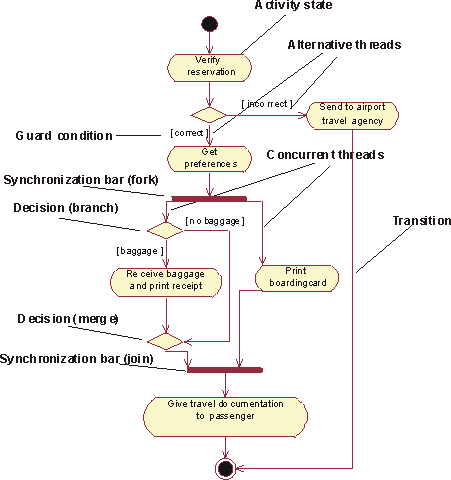 Activity state
Alternative threads
Verify
reservation
[ incorrect ]
Send to airport
travel agency
[correct ]
Guard condition
Get
preferences
Concurrent threads
Synchronization bar (fork)
Decision (branch)
[ no baggage]
Transition
[baggage ]
Receive baggage
and print receipt
Print
boardingcard
Decision (merge)
Synchronization bar (join)
Give travel documentation
to passenger